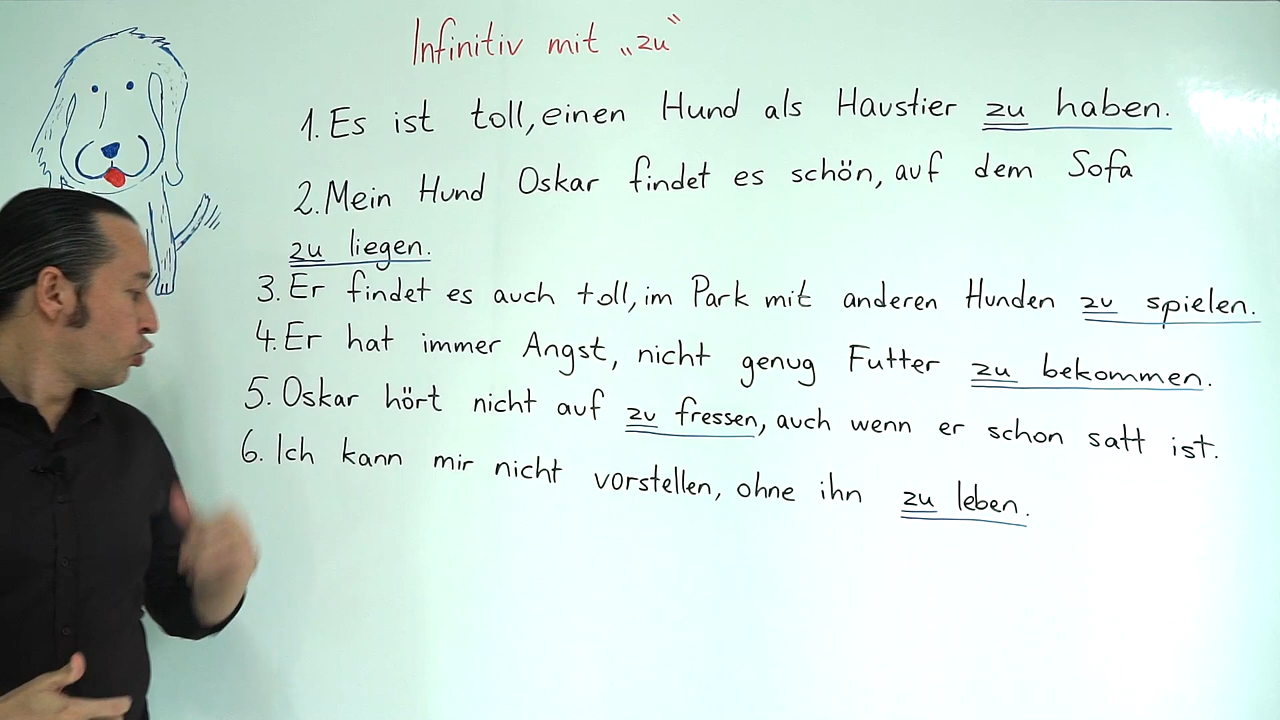 Infinitiv mit „zu“
1. Es ist toll, einen Hund als Haustier zu haben.
2. Mein Hund Oskar findet es schön, auf dem Sofa
zu liegen.
3. Er findet es auch toll, im Park mit anderen Hunden zu spielen.
4. Er hat immer Angst, nicht genug Futter zu bekommen.
5. Oskar hört nicht auf zu fressen, auch wenn er schon satt ist.
6. Ich kann mir nicht vorstellen, ohne ihn zu leben.